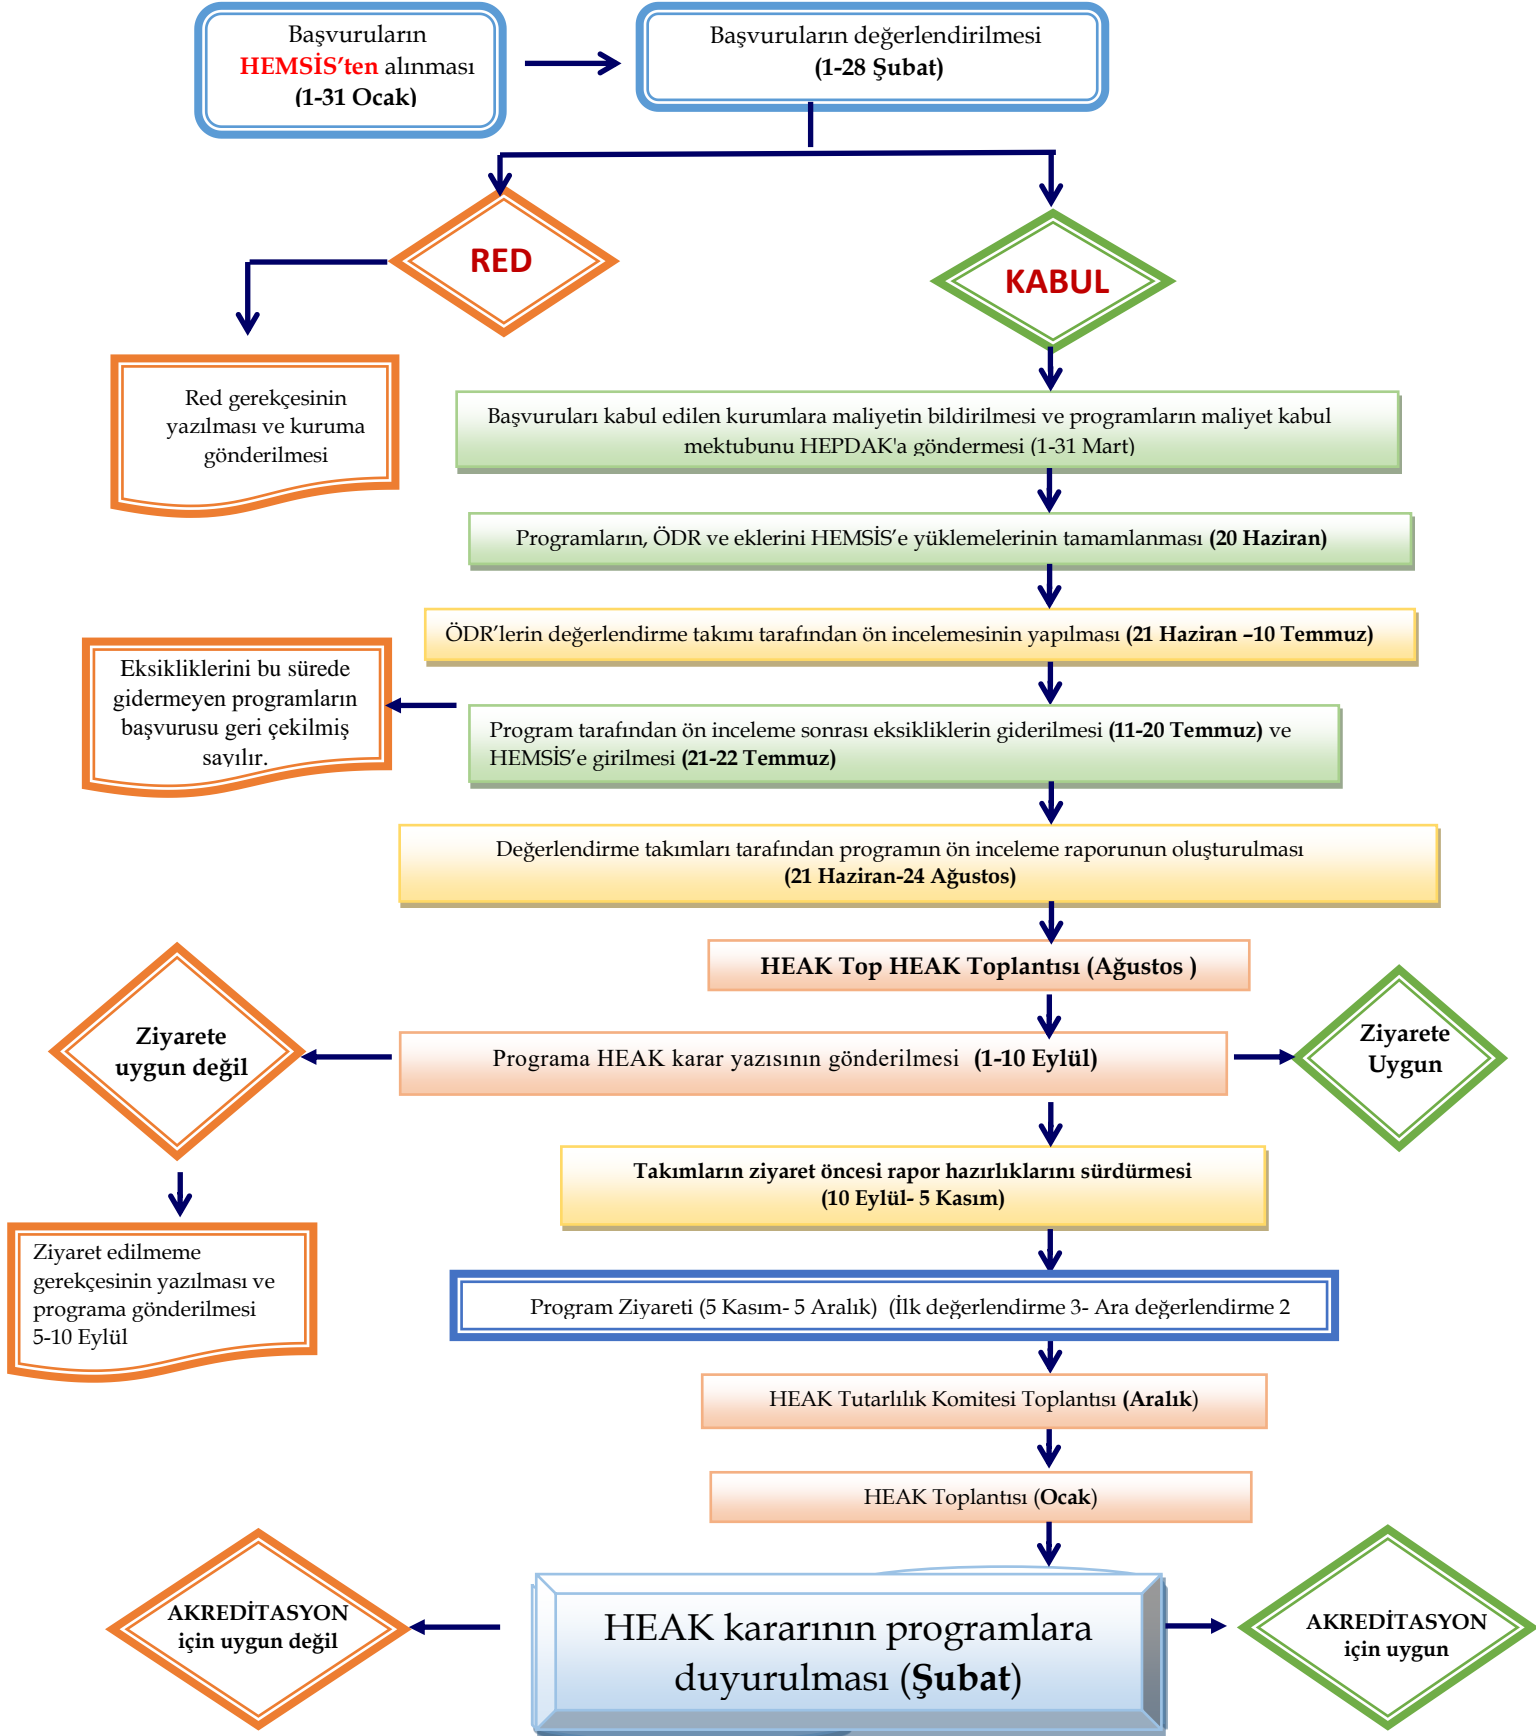 Başvuruların
HEMSİS’ten alınması
(1-31 Ocak)
Başvuruların değerlendirilmesi
(1-28 Şubat)
RED
KABUL
Red gerekçesinin
yazılması ve kuruma
gönderilmesi
Başvuruları kabul edilen kurumlara maliyetin bildirilmesi ve programların maliyet kabul
mektubunu HEPDAK'a göndermesi (1-31 Mart)
Programların, ÖDR ve eklerini HEMSİS’e yüklemelerinin tamamlanması (20 Haziran)
ÖDR’lerin değerlendirme takımı tarafından ön incelemesinin yapılması (21 Haziran –10 Temmuz)
Eksikliklerini bu sürede
gidermeyen programların
başvurusu geri çekilmiş
sayılır.
Program tarafından ön inceleme sonrası eksikliklerin giderilmesi (11-20 Temmuz) ve
HEMSİS’e girilmesi (21-22 Temmuz)
Değerlendirme takımları tarafından programın ön inceleme raporunun oluşturulması
(21 Haziran-24 Ağustos)
HEAK Top HEAK Toplantısı (Ağustos )
Ziyarete
uygun değil
Programa HEAK karar yazısının gönderilmesi (1-10 Eylül)
Ziyarete
Uygun
Takımların ziyaret öncesi rapor hazırlıklarını sürdürmesi
(10 Eylül- 5 Kasım)
Ziyaret edilmeme
gerekçesinin yazılması ve
programa gönderilmesi
5-10 Eylül
Program Ziyareti (5 Kasım- 5 Aralık) (İlk değerlendirme 3- Ara değerlendirme 2
HEAK Tutarlılık Komitesi Toplantısı (Aralık)
HEAK Toplantısı (Ocak)
AKREDİTASYON
için uygun değil
HEAK kararının programlara
duyurulması (Şubat)
AKREDİTASYON
için uygun